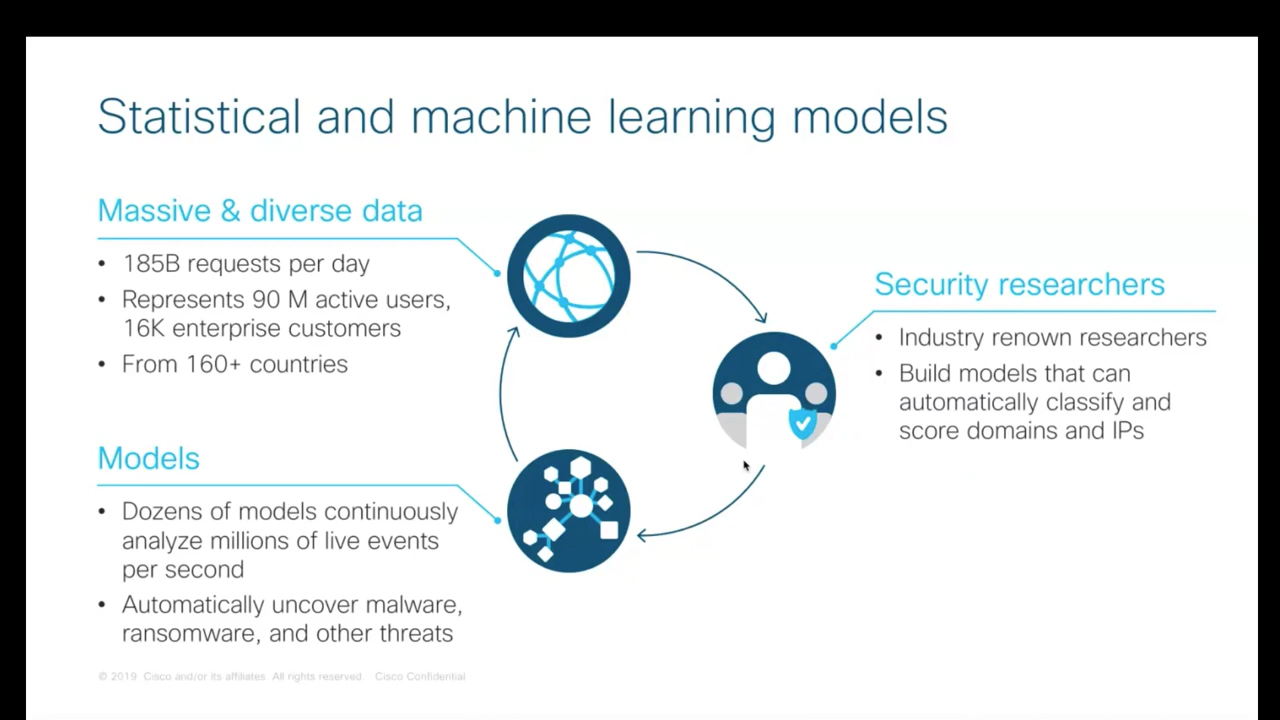 Statistical and machine learning models
Massive & diverse data
• 185B requests per day
• Represents 90 M active users,
16K enterprise customers
• From 160+ countries
Security researchers
• Industry renown researchers
• Build models that can
automatically classify and
score domains and IPs
Models
• Dozens of models continuously
analyze millions of live events
per second
• Automatically uncover malware,
ransomware, and other threats
© 2019 Cisco and/or its affiliates. All rights reserved. Cisco Confidential